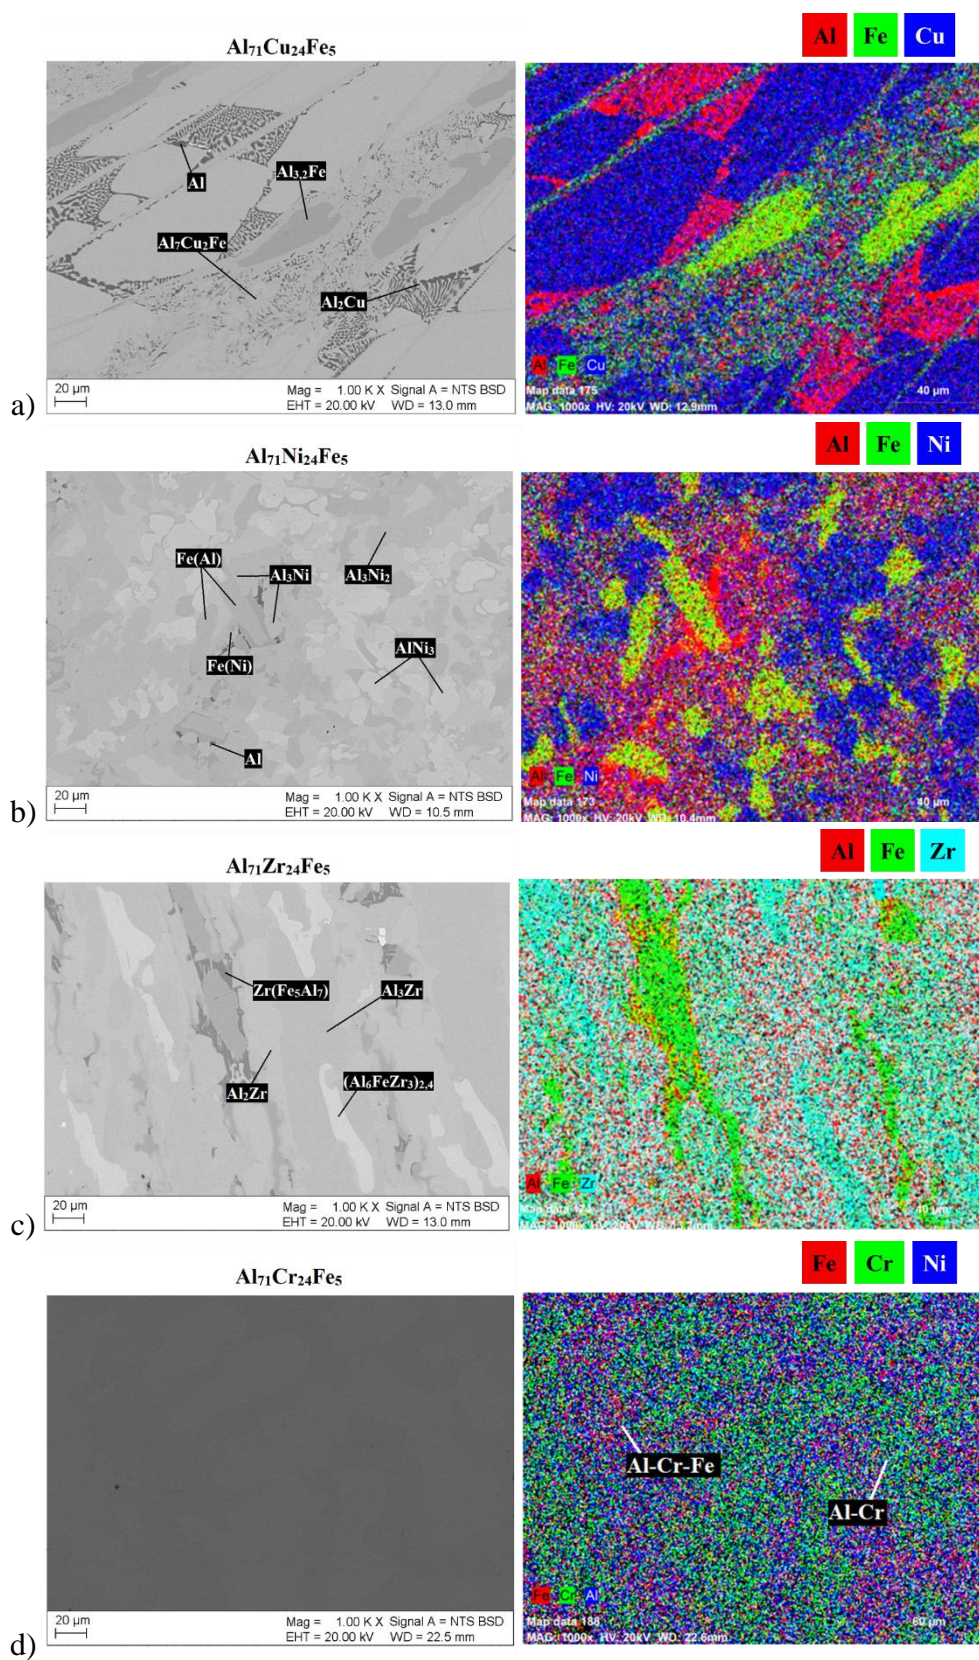 Al71Cu24Fe5
Al Fe Cu
Al
Al3,2Fe
Al7Cu2Fe
Al2Cu
20 µm
Mag = 1.00 K X Signal A = NTS BSD
EHT = 20.00 kV WD = 13.0 mm
Al Fe Cu
Map data 175
MAG: 1000x HV: 20kV WD: 12.9mm
40 µm
a)
Al71Ni24Fe5
Al Fe Ni
Fe(Al)
Al3Ni
Al3Ni2
Fe(Ni)
AlNi3
Al
20 µm
Mag = 1.00 K X Signal A = NTS BSD
EHT = 20.00 kV WD = 10.5 mm
Al Fe Ni
Map data 173
MAG: 1000x HV: 20kV WD: 10.4mm
40 µm
b)
Al71Zr24Fe5
Al Fe Zr
Zr(Fe5Al7)
Al3Zr
Al2Zr
(Al6FeZr3)2,4
20 µm
Mag = 1.00 K X Signal A = NTS BSD
EHT = 20.00 kV WD = 13.0 mm
Al Fe Zr
40 µm
c)
Al71Cr24Fe5
Fe Cr Ni
Al-Cr-Fe
Al-Cr
20 µm
Mag = 1.00 K X Signal A = NTS BSD
EHT = 20.00 kV WD = 22.5 mm
Fe Cr Al
Map data 188
MAG: 1000x HV: 20kV WD: 22.6mm
60 µm
d)